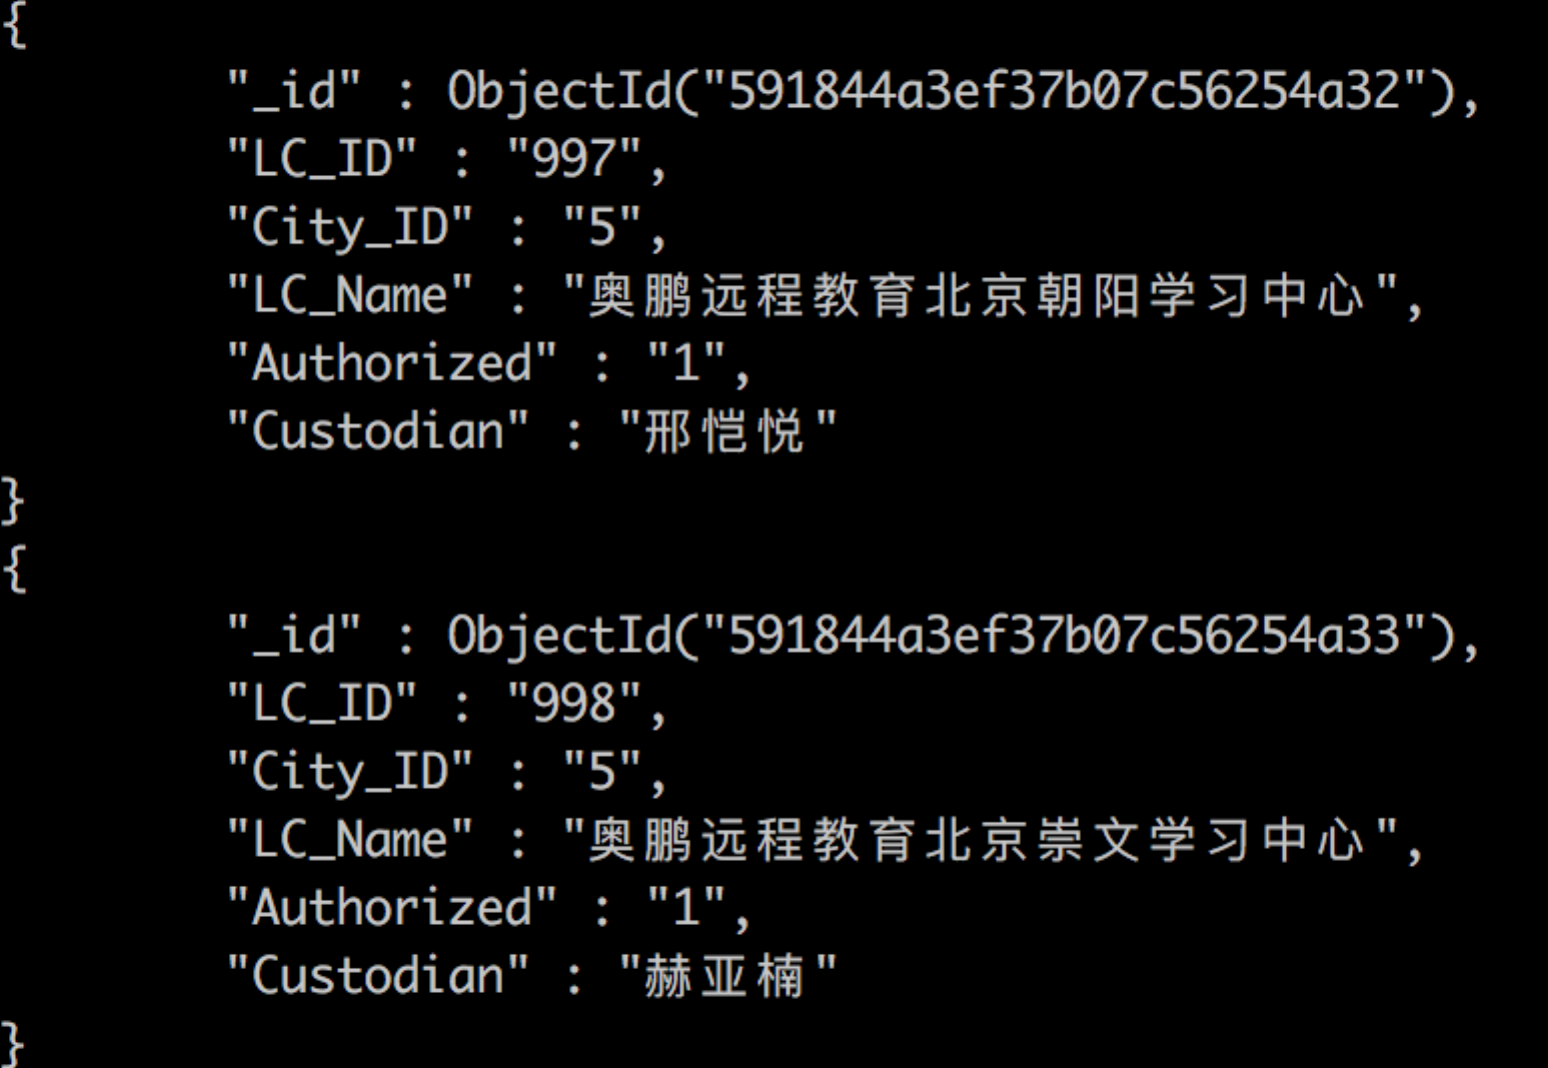 {
"_id" : ObjectId("591844a3ef37b07c56254a32"),
"LC_ID" : "997",
"City_ID" : "5",
"LC_Name" : "奥鹏远程教育北京朝阳学习中心",
"Authorized" : "1",
"Custodian" : "邢恺悦"
}
{
"_id" : ObjectId("591844a3ef37b07c56254a33"),
"LC_ID" : "998",
"City_ID" : "5",
"LC_Name" : "奥鹏远程教育北京崇文学习中心",
"Authorized" : "1",
"Custodian" : "赫亚楠"
}